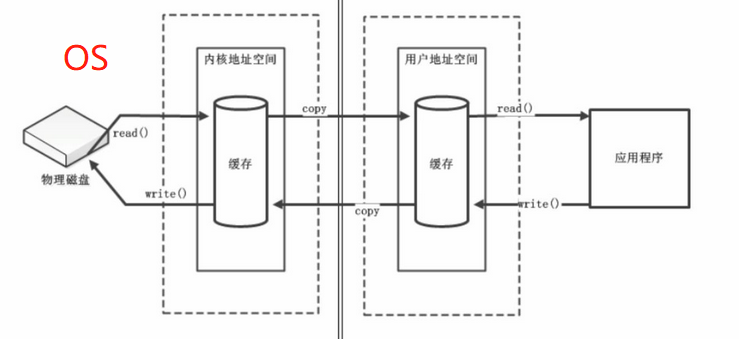 OS
内核地址空间
用户地址空间
copy
read()
read()
缓存
缓存
应用程序
物理磁盘
write()
copy
write()